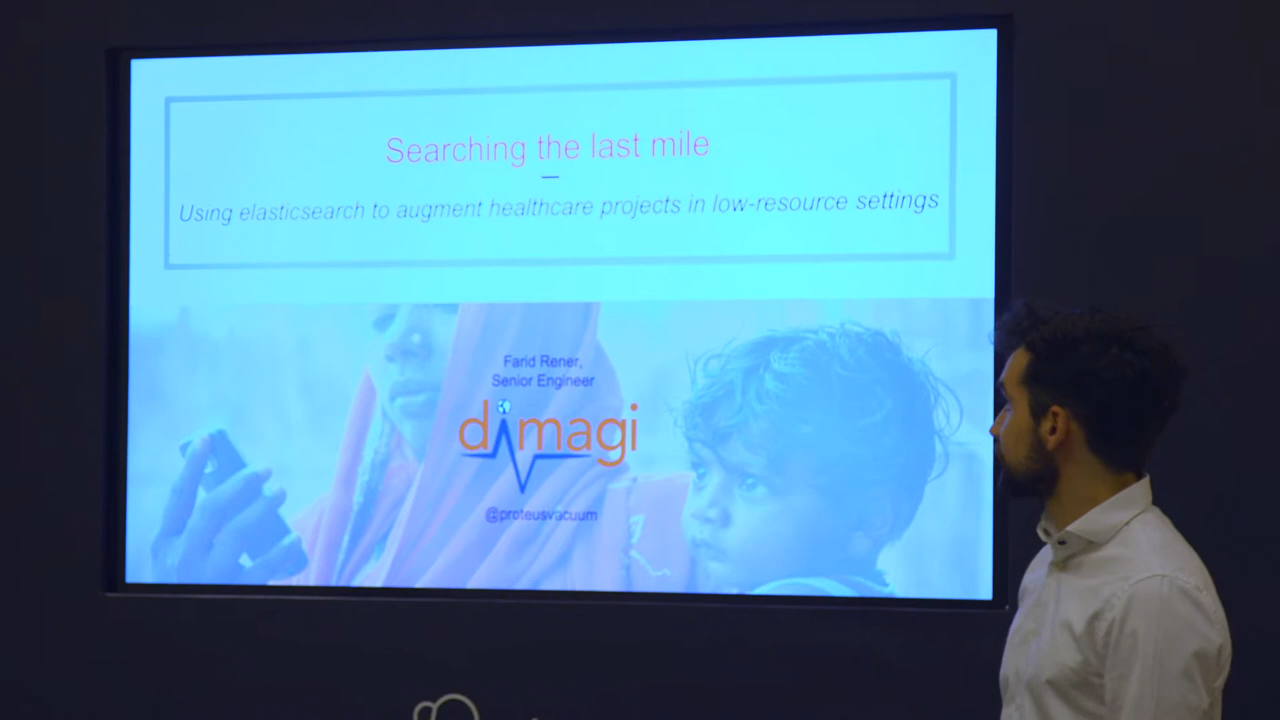 Searching the last mile
Using elasticsearch to augment healthcare projects in low-resource settings
Farid Rener,
Senior Engineer
dimagi
@proteusvacuum